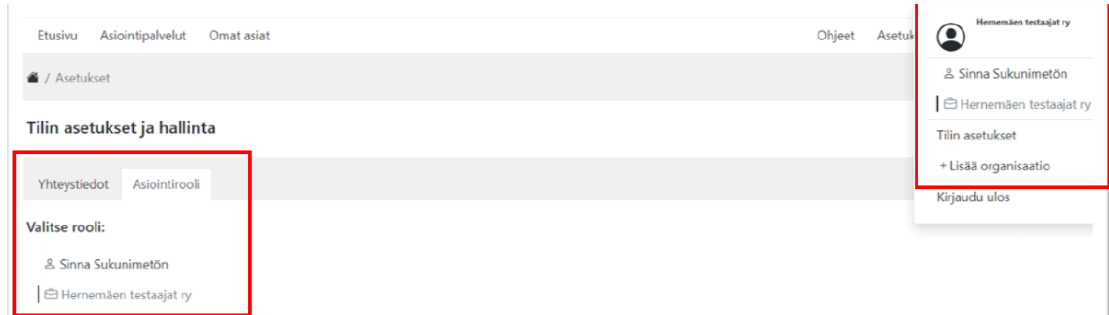 Etusivu Asiointipalvelut Omat asiat Ohjeet
/ Asetukset
Tilin asetukset ja hallinta
Yhteystiedot Asiointirooli
Valitse rooli:
Sinna Sukunimetön
Hernemäen testaajat ry
Hernemäen testaajat ry
Sinna Sukunimetön
Hernemäen testaajat ry
Tilin asetukset
+ Lisää organisaatio
Kirjaudu ulos